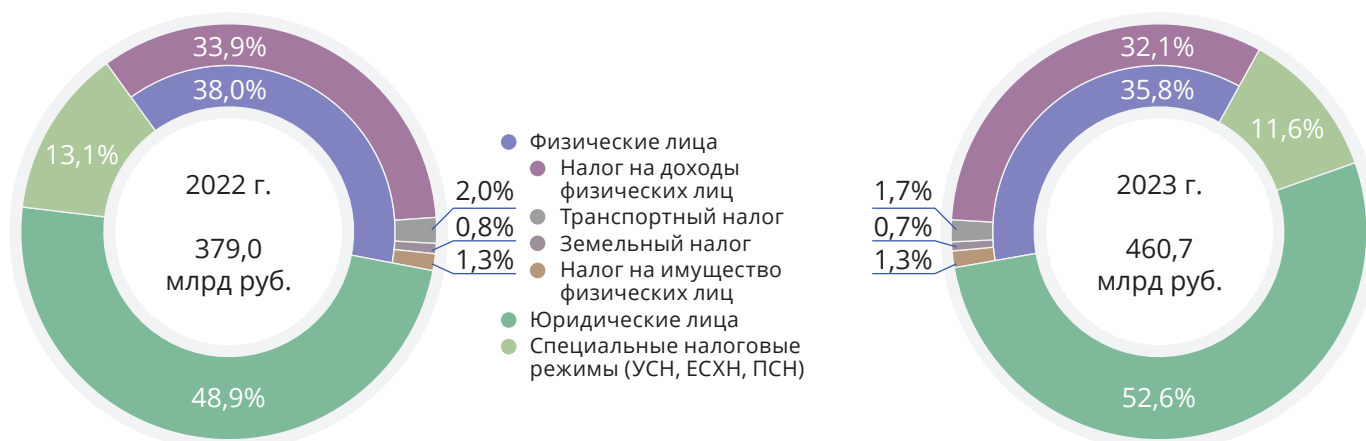 33,9%
38,0%
13,1%
2022 г.
379,0
млрд руб.
48,9%
2,0%
0,8%
1,3%
Физические лица
Налог на доходы
физических лиц
Транспортный налог
Земельный налог
Налог на имущество
физических лиц
Юридические лица
Специальные налоговые
режимы (УСН, ЕСХН, ПСН)
32,1%
35,8%
11,6%
1,7%
0,7%
1,3%
2023 г.
460,7
млрд руб.
52,6%